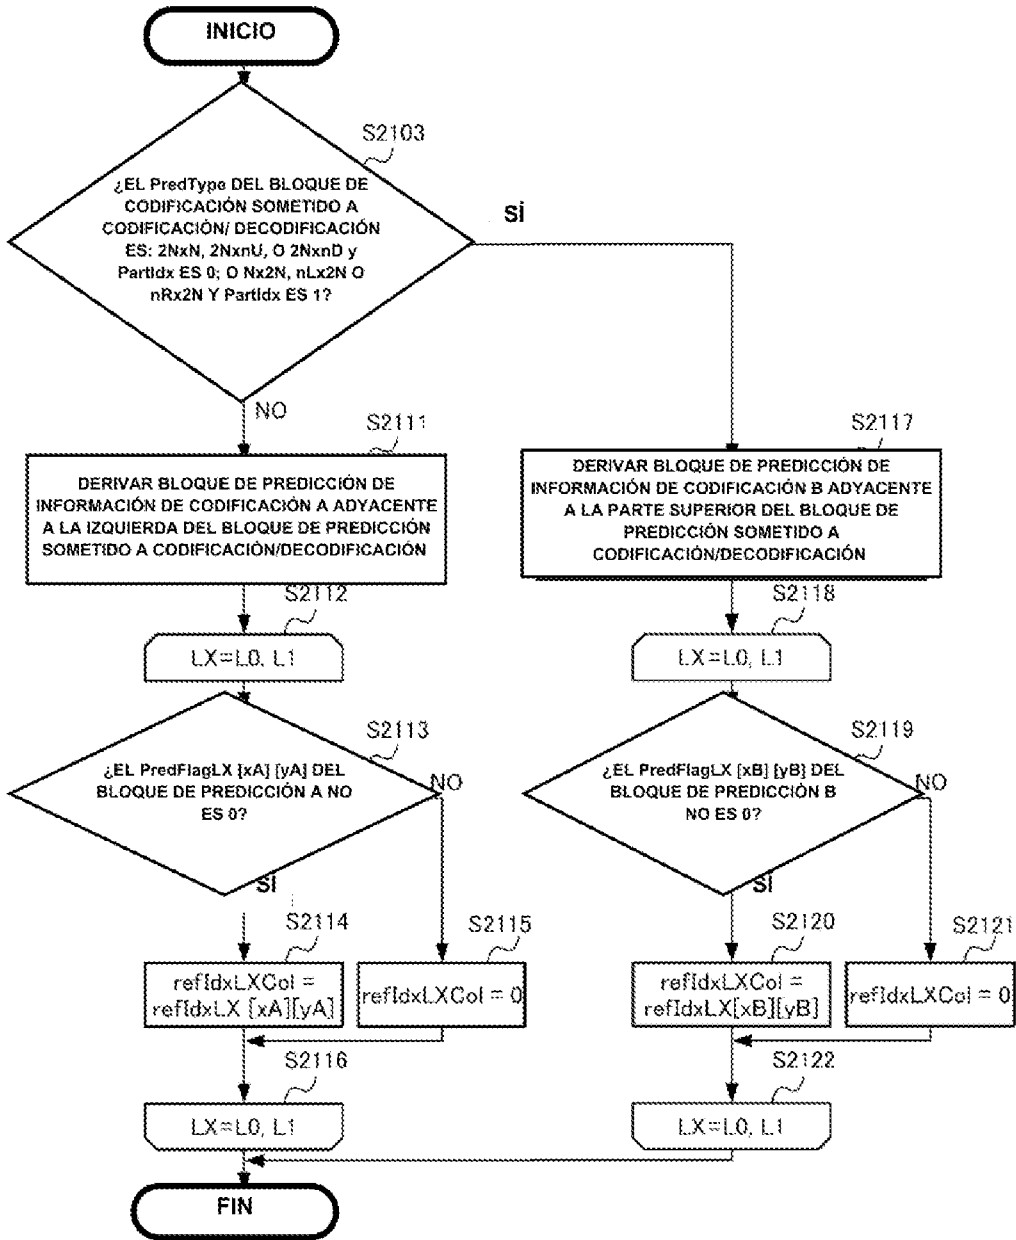 INICIO
S2103
¿EL PredType DEL BLOQUE DE
CODIFICACIÓN SOMETIDO A
CODIFICACIÓN/ DECODIFICACIÓN
ES: 2NxN, 2NxnU, O 2NxnD y
PartIdx ES 0; O Nx2N, nLx2N O
nRx2N Y PartIdx ES 1?
SÍ
NO
S2111
DERIVAR BLOQUE DE PREDICCIÓN DE
INFORMACIÓN DE CODIFICACIÓN A ADYACENTE
A LA IZQUIERDA DEL BLOQUE DE PREDICCIÓN
SOMETIDO A CODIFICACIÓN/DECODIFICACIÓN
S2117
DERIVAR BLOQUE DE PREDICCIÓN DE
INFORMACIÓN DE CODIFICACIÓN B ADYACENTE
A LA PARTE SUPERIOR DEL BLOQUE DE
PREDICCIÓN SOMETIDO A
CODIFICACIÓN/DECODIFICACIÓN
S2112
LX=L0, L1
S2118
LX=L0, L1
S2113
¿EL PredFlagLX [xA] [yA] DEL
BLOQUE DE PREDICCIÓN A NO
ES 0?
NO
SÍ
S2119
¿EL PredFlagLX [xB] [yB] DEL
BLOQUE DE PREDICCIÓN B
NO ES 0?
NO
SÍ
S2114
refIdxLXCol =
refIdxLX [xA][yA]
S2115
refIdxLXCol = 0
S2120
refIdxLXCol =
refIdxLX[xB][yB]
S2121
refIdxLXCol = 0
S2116
LX=L0, L1
S2122
LX=L0, L1
FIN